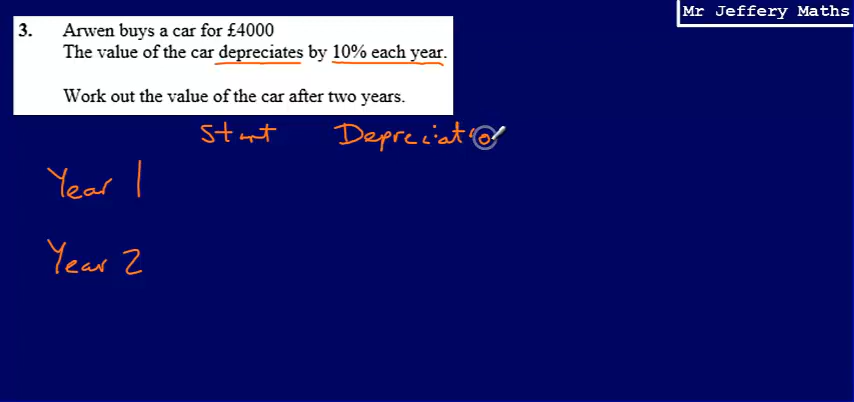 Mr Jeffery Maths
3. Arwen buys a car for £4000
The value of the car depreciates by 10% each year.
Work out the value of the car after two years.
Start Depreciatio
Year 1
Year 2